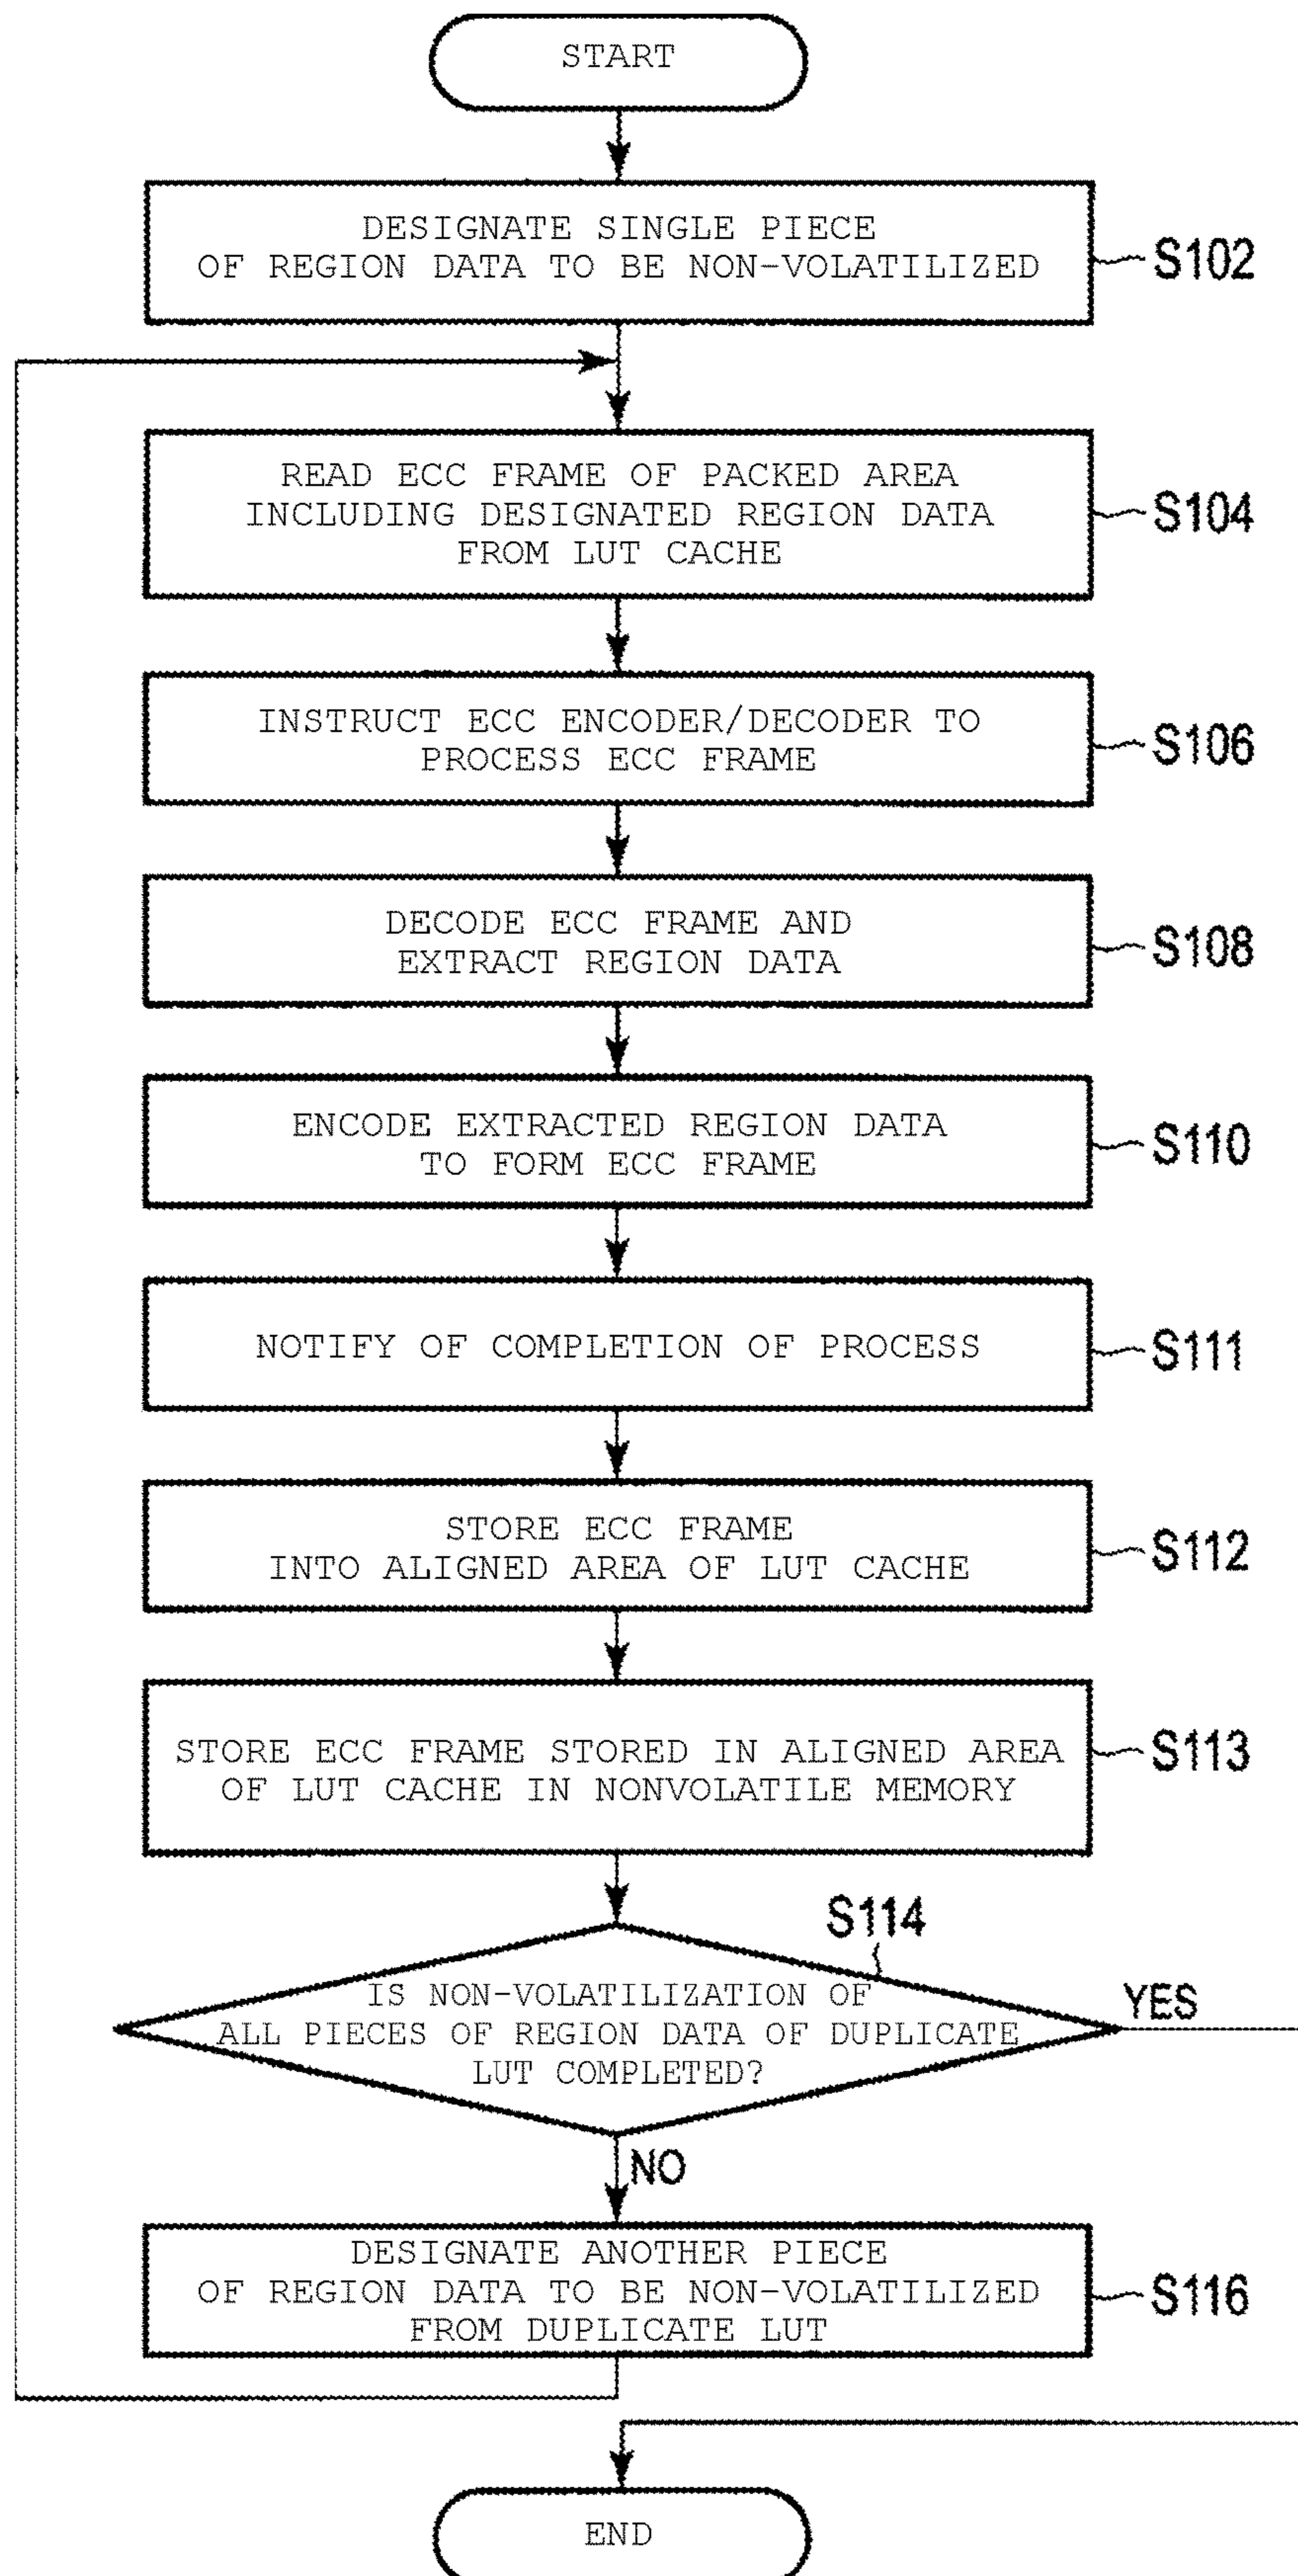 START
DESIGNATE SINGLE PIECE
OF REGION DATA TO BE NON-VOLATILIZED
S102
READ ECC FRAME OF PACKED AREA
INCLUDING DESIGNATED REGION DATA
FROM LUT CACHE
S104
INSTRUCT ECC ENCODER/DECODER TO
PROCESS ECC FRAME
S106
DECODE ECC FRAME AND
EXTRACT REGION DATA
S108
ENCODE EXTRACTED REGION DATA
TO FORM ECC FRAME
S110
NOTIFY OF COMPLETION OF PROCESS
S111
STORE ECC FRAME
INTO ALIGNED AREA OF LUT CACHE
S112
STORE ECC FRAME STORED IN ALIGNED AREA
OF LUT CACHE IN NONVOLATILE MEMORY
S113
S114
IS NON-VOLATILIZATION OF
ALL PIECES OF REGION DATA OF DUPLICATE
LUT COMPLETED?
YES
NO
DESIGNATE ANOTHER PIECE
OF REGION DATA TO BE NON-VOLATILIZED
FROM DUPLICATE LUT
S116
END